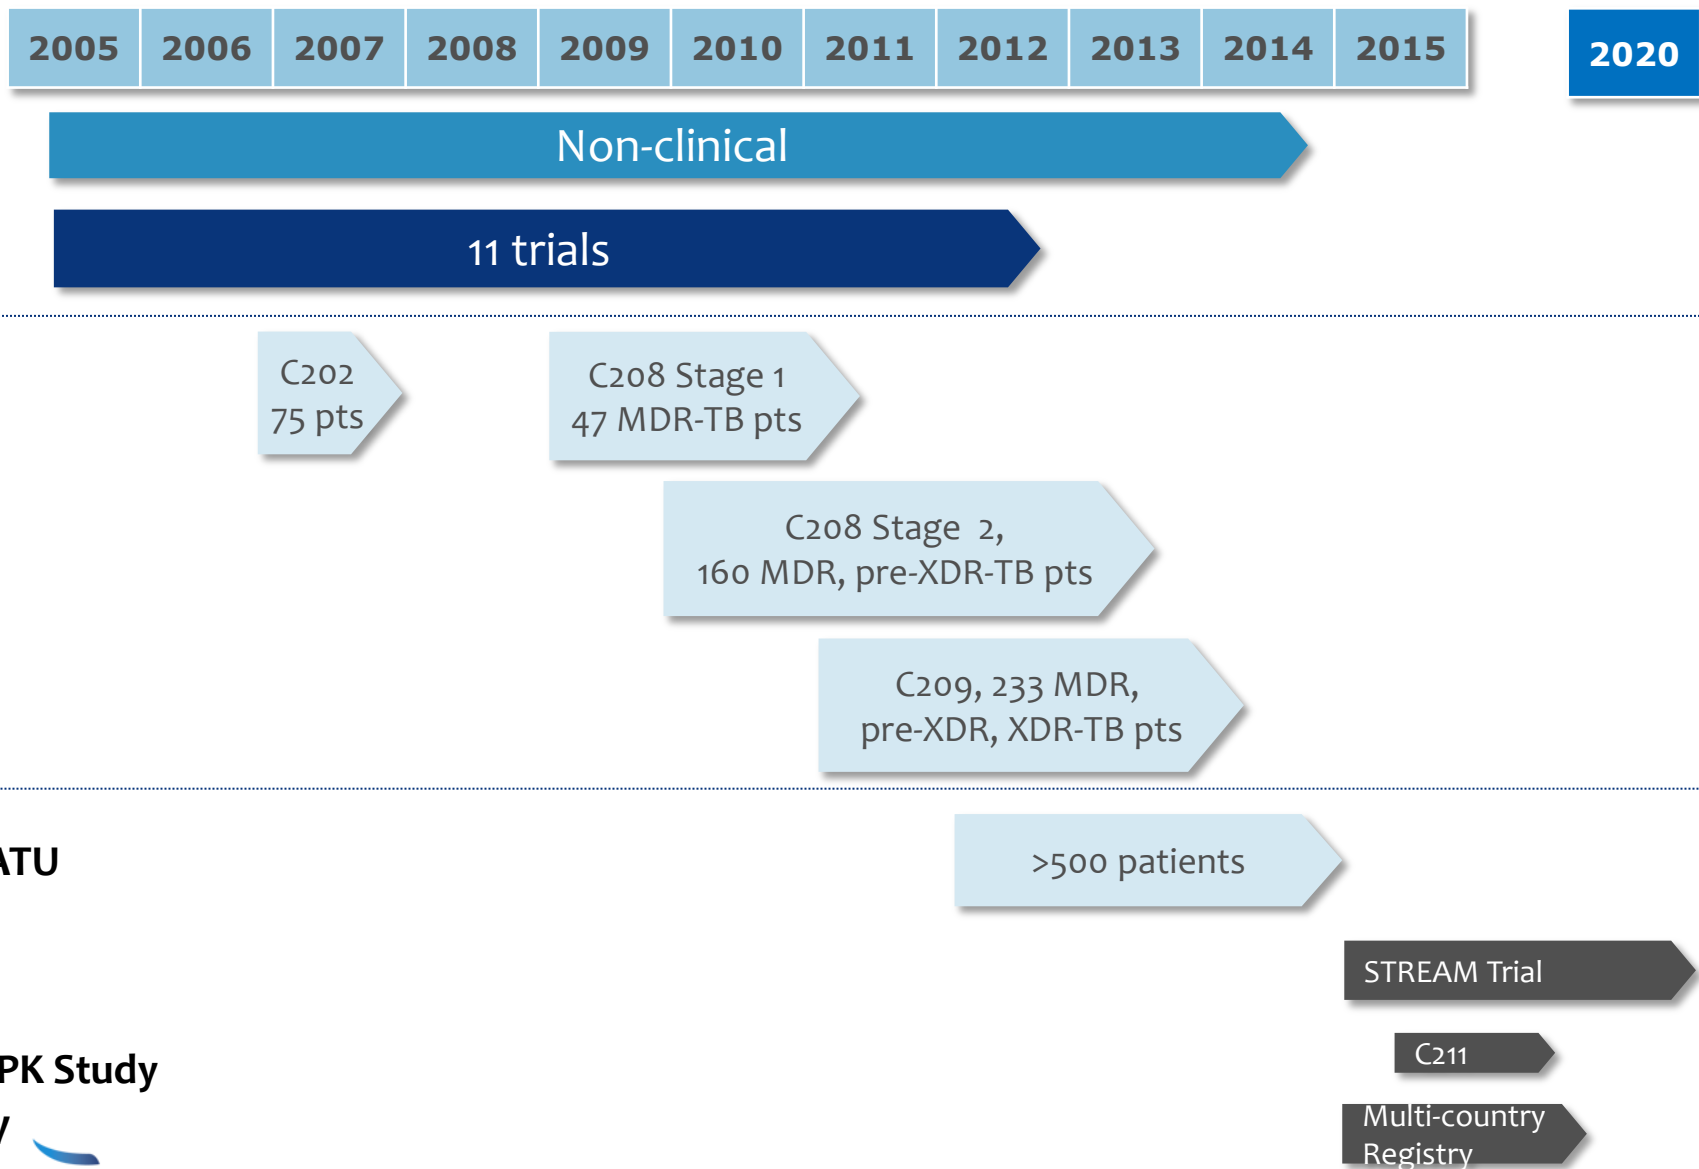 2005 2006 2007 2008 2009 2010 2011 2012 2013 2014 2015 2020
Non-clinical
11 trials
C202
75 pts
C208 Stage 1
47 MDR-TB pts
C208 Stage 2,
160 MDR, pre-XDR-TB pts
C209, 233 MDR,
pre-XDR, XDR-TB pts
ATU
>500 patients
STREAM Trial
PK Study
C211
Multi-country
Registry